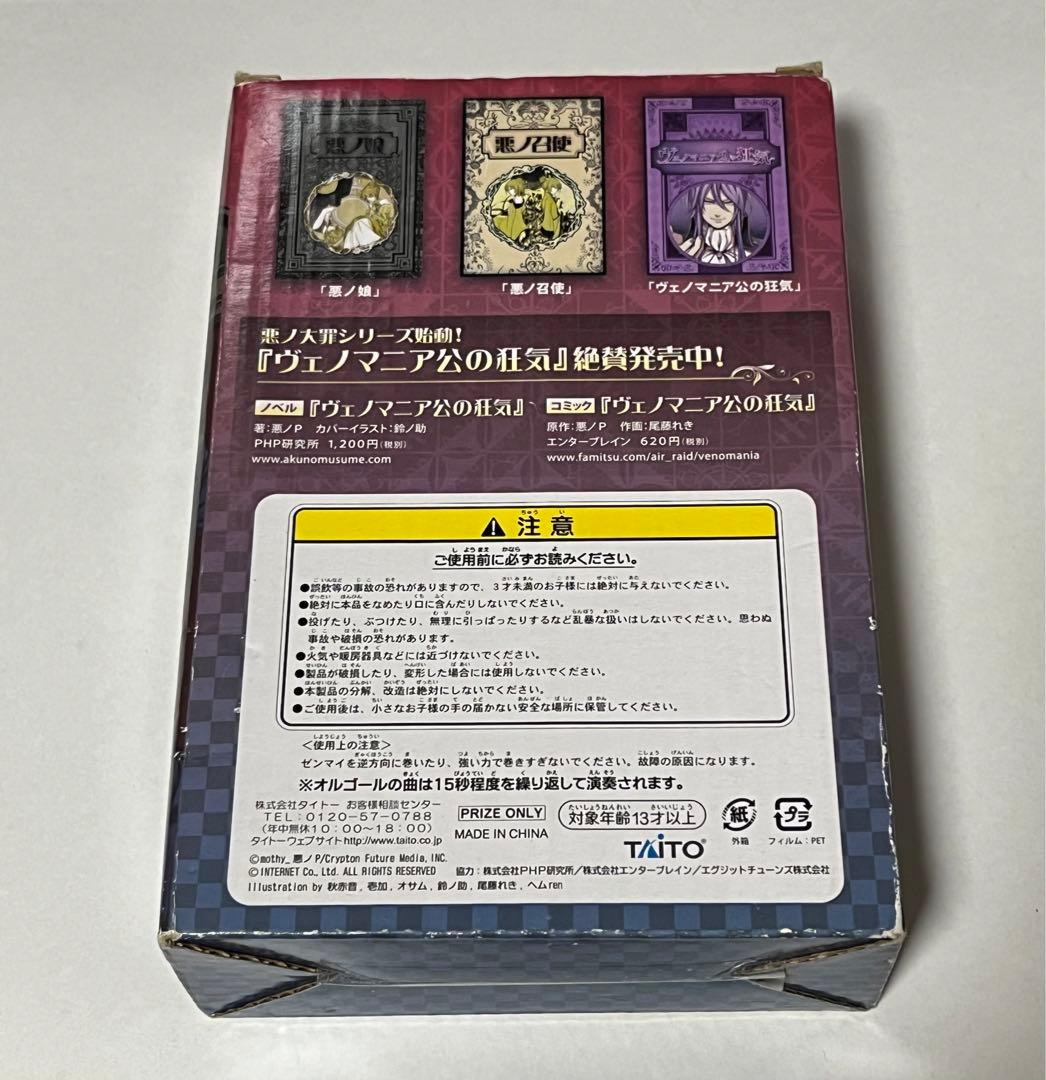 悪ノ娘
悪ノ召使
ヴェノマニア公の狂気
「悪ノ娘」
「悪ノ召使」
「ヴェノマニア公の狂気」
悪ノ大罪シリーズ始動!
『ヴェノマニア公の狂気』絶賛発売中!
ノベル『ヴェノマニア公の狂気』
著:悪ノP カバーイラスト:鈴ノ助
PHP研究所 1,200円(税別)
www.akunomusume.com
コミック『ヴェノマニア公の狂気』
原作:悪ノP 作画:尾藤れき
エンターブレイン 620円(税別)
www.famitsu.com/air_raid/venomania
⚠注意
ご使用前に必ずお読みください。
●誤飲等の事故の恐れがありますので、3才未満のお子様には絶対に与えないでください。
●絶対に本品をなめたり口に含んだりしないでください。
●投げたり、ぶつけたり、無理に引っぱったりするなど乱暴な扱いはしないでください。思わぬ
事故や破損の恐れがあります。
●火気や暖房器具などには近づけないでください。
●製品が破損したり、変形した場合には使用しないでください。
●本製品の分解、改造は絶対にしないでください。
●ご使用後は、小さなお子様の手の届かない安全な場所に保管してください。
<使用上の注意>
ゼンマイを逆方向に巻いたり、強い力で巻きすぎないでください。故障の原因になります。
※オルゴールの曲は15秒程度を繰り返して演奏されます。
株式会社タイトー お客様相談センター
TEL:0120-57-0788
(年中無休10:00〜18:00)
タイトーウェブサイトhttp://www.taito.co.jp
PRIZE ONLY
MADE IN CHINA
対象年齢13才以上
TAITO
紙
外箱
プラ
フィルム:PET
©mothy_悪ノP/Crypton Future Media, INC.
©INTERNET Co., Ltd. ALL RIGHTS RESERVED
協力:株式会社PHP研究所/株式会社エンターブレイン/エグジットチューンズ株式会社
Illustration by 秋赤音, 壱加, オサム, 鈴ノ助, 尾藤れき, ヘムren